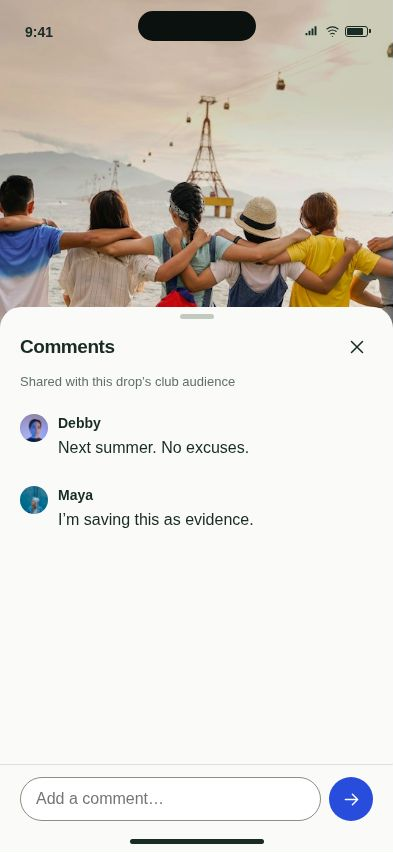 9:41
Comments
Shared with this drop's club audience
Debby
Next summer. No excuses.
Maya
I’m saving this as evidence.
Add a comment…